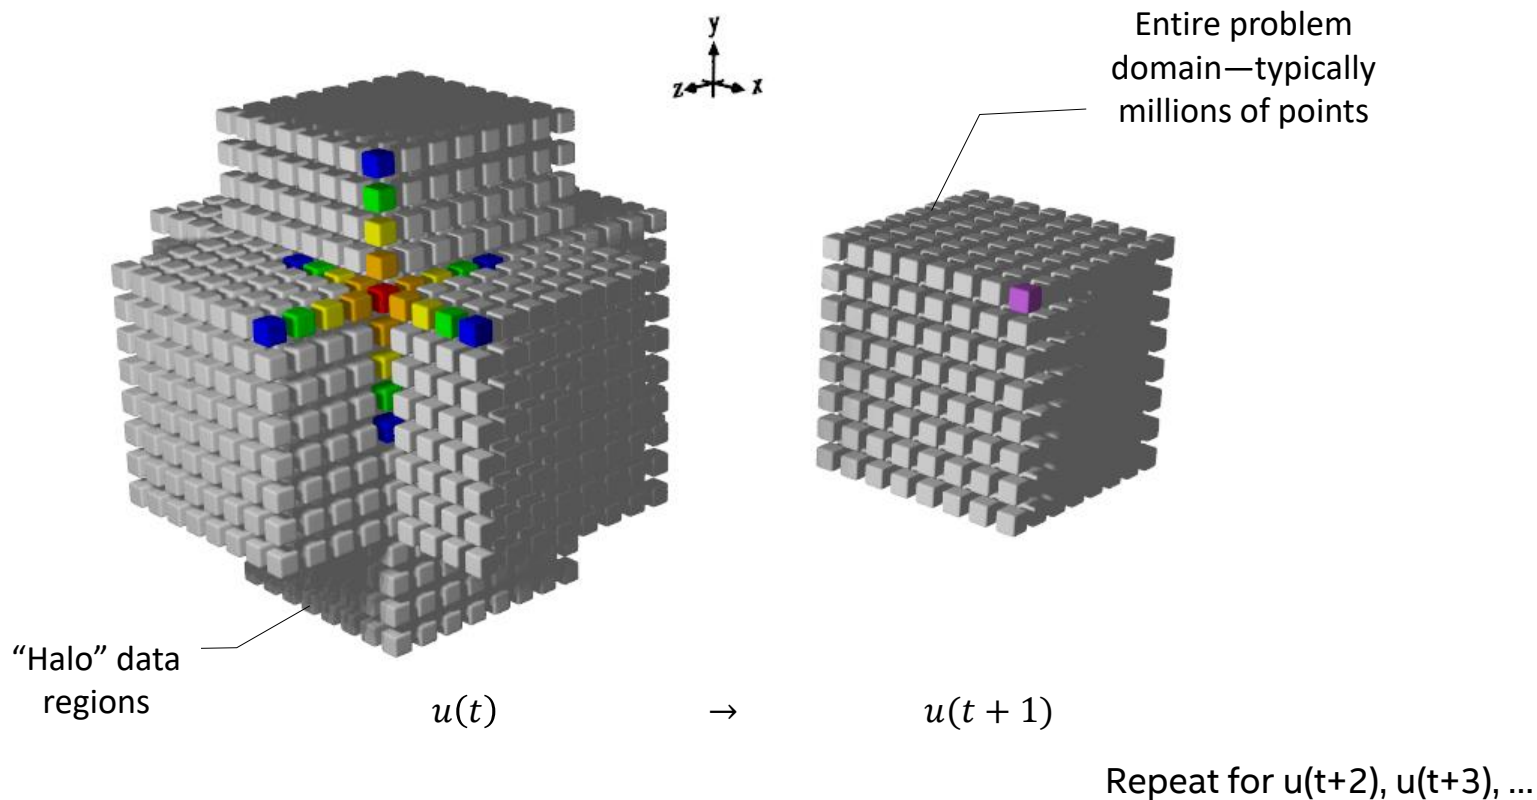 Entire problem
domain—typically
millions of points
y
z
x
“Halo” data
regions
u(t)
→
u(t + 1)
Repeat for u(t+2), u(t+3), ...